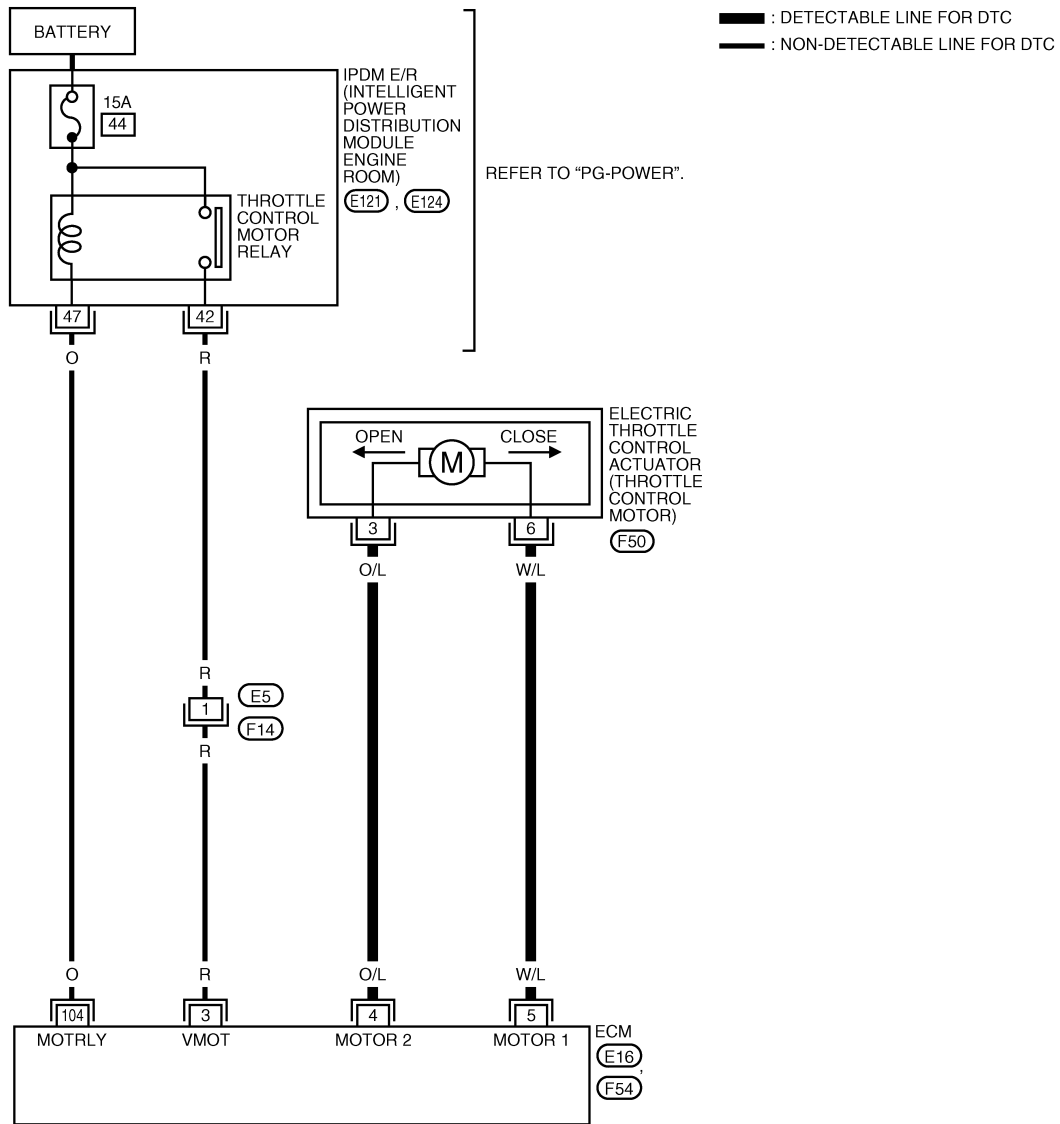 BATTERY
: DETECTABLE LINE FOR DTC
: NON-DETECTABLE LINE FOR DTC
15A
44
IPDM E/R
(INTELLIGENT
POWER
DISTRIBUTION
MODULE
ENGINE
ROOM)
E121 , E124
REFER TO “PG-POWER”.
THROTTLE
CONTROL
MOTOR
RELAY
47
42
O
R
ELECTRIC
THROTTLE
CONTROL
ACTUATOR
(THROTTLE
CONTROL
MOTOR)
F50
OPEN
CLOSE
M
3
6
O/L
W/L
R
1
E5
F14
R
O
R
O/L
W/L
104
3
4
5
MOTRLY
VMOT
MOTOR 2
MOTOR 1
ECM
E16 ,
F54